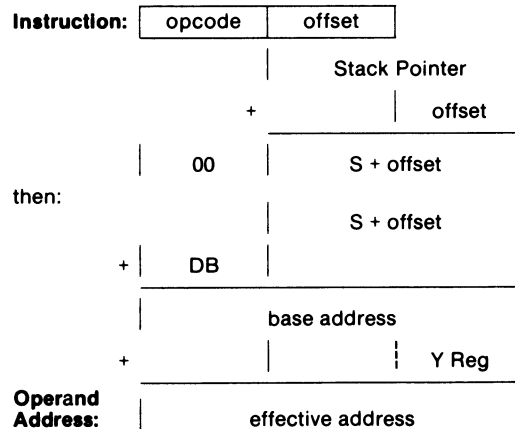 Instruction: opcode offset
Stack Pointer
+ offset
00 S + offset
then:
S + offset
+ DB
base address
+ Y Reg
Operand
Address: effective address